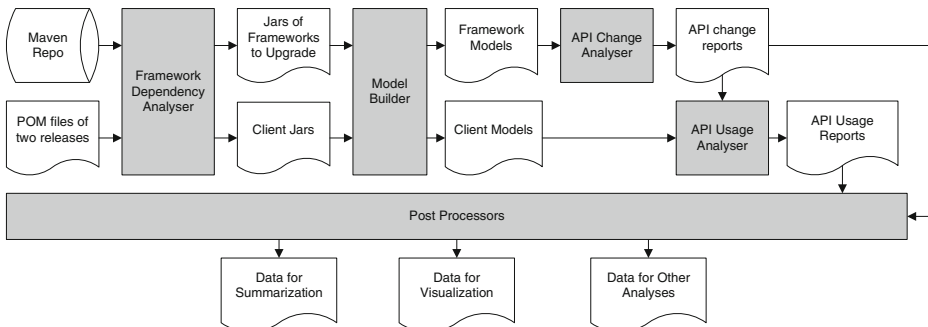 Maven
Repo
Framework
Dependency
Analyser
Jars of
Frameworks
to Upgrade
Model
Builder
Framework
Models
API Change
Analyser
API change
reports
POM files of
two releases
Client Jars
Client Models
API Usage
Analyser
API Usage
Reports
Post Processors
Data for
Summarization
Data for
Visualization
Data for Other
Analyses